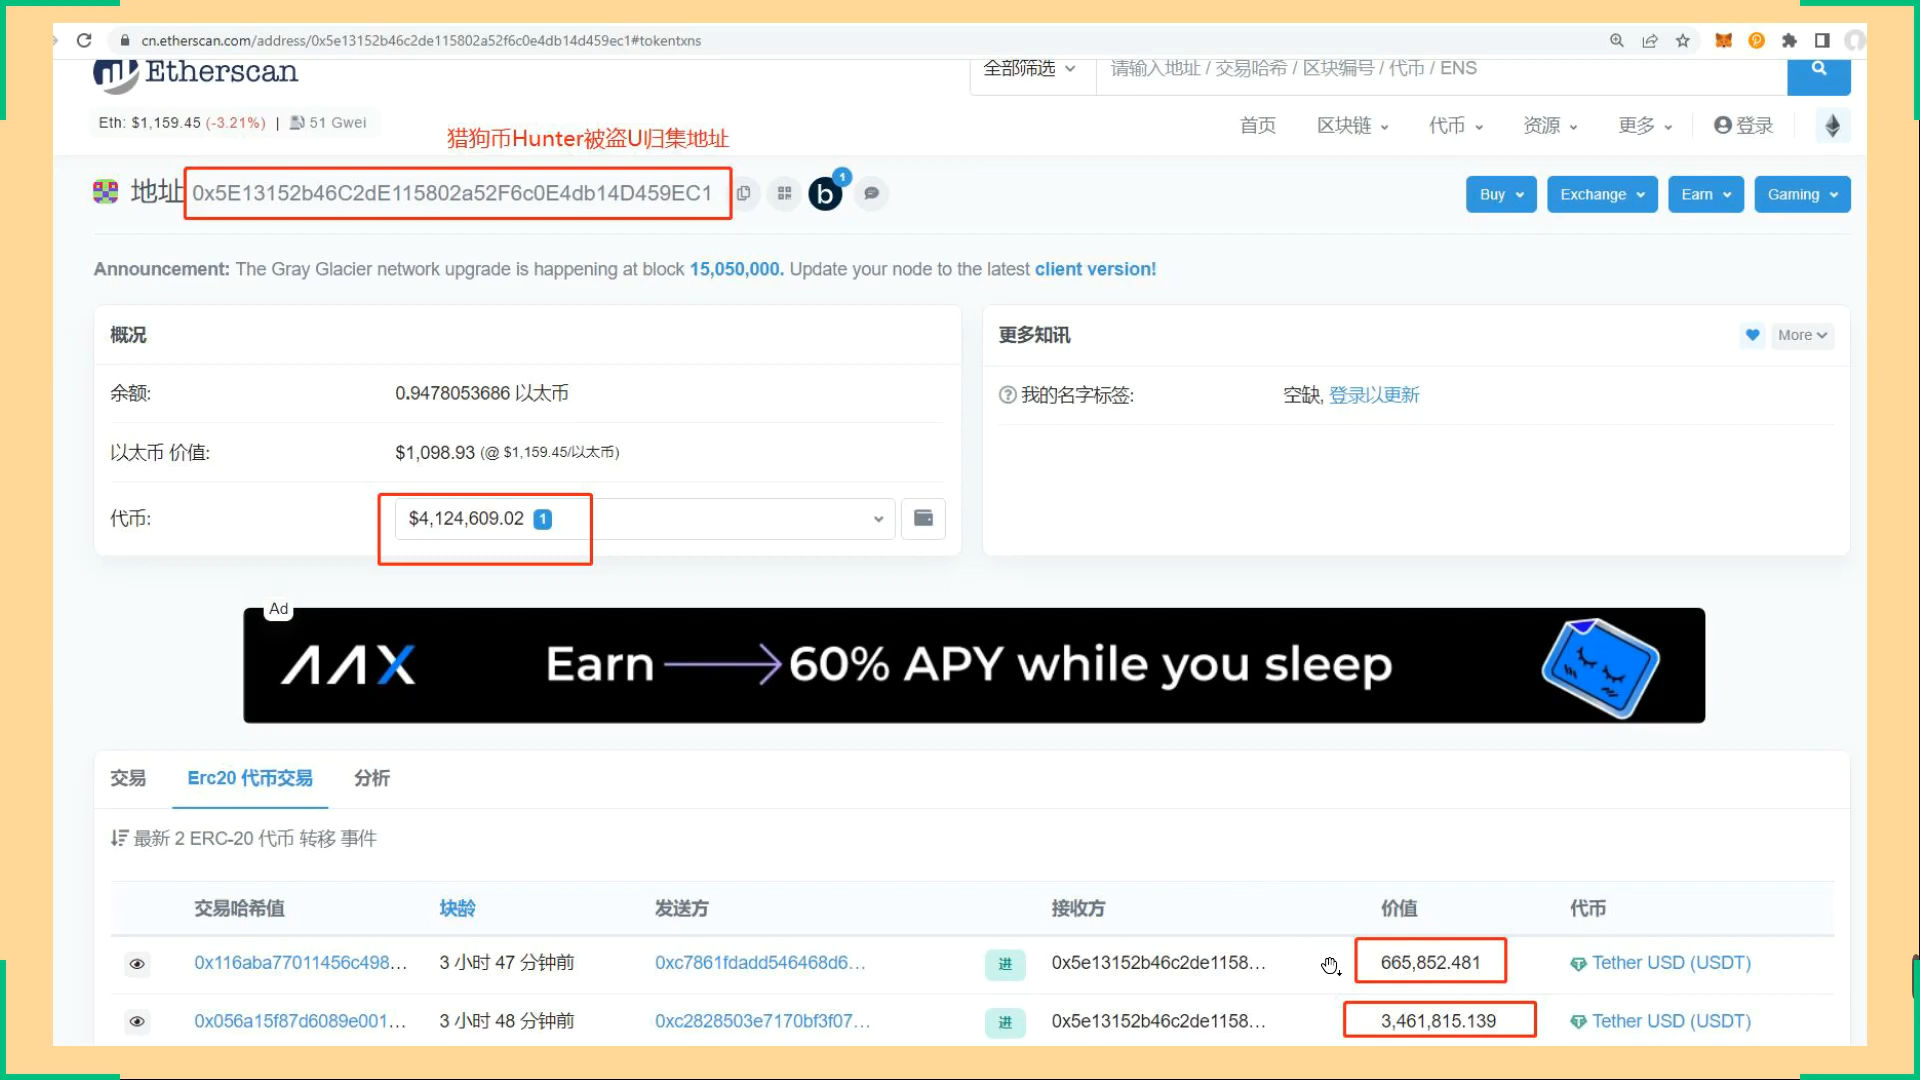 cn.etherscan.com/address/0x5e13152b46c2de115802a52f6c0e4db14d459ec1#tokentxns
Etherscan
全部筛选
请输入地址 / 交易哈希 / 区块编号 / 代币 / ENS
Eth: $1,159.45 (-3.21%) | 51 Gwei
猎狗币Hunter被盗U归集地址
首页 区块链 代币 资源 更多 登录
地址 0x5E13152b46C2dE115802a52F6c0E4db14D459EC1
b 1
Buy Exchange Earn Gaming
Announcement: The Gray Glacier network upgrade is happening at block 15,050,000. Update your node to the latest client version!
概况
余额: 0.9478053686 以太币
以太币 价值: $1,098.93 (@ $1,159.45/以太币)
代币: $4,124,609.02 1
更多知讯
More
我的名字标签: 空缺, 登录以更新
Ad
AAX Earn 60% APY while you sleep
交易 Erc20 代币交易 分析
最新 2 ERC-20 代币 转移 事件
交易哈希值 块龄 发送方 接收方 价值 代币
0x116aba77011456c498... 3 小时 47 分钟前 0xc7861fdadd546468d6... 进 0x5e13152b46c2de1158... 665,852.481 Tether USD (USDT)
0x056a15f87d6089e001... 3 小时 48 分钟前 0xc2828503e7170bf3f07... 进 0x5e13152b46c2de1158... 3,461,815.139 Tether USD (USDT)